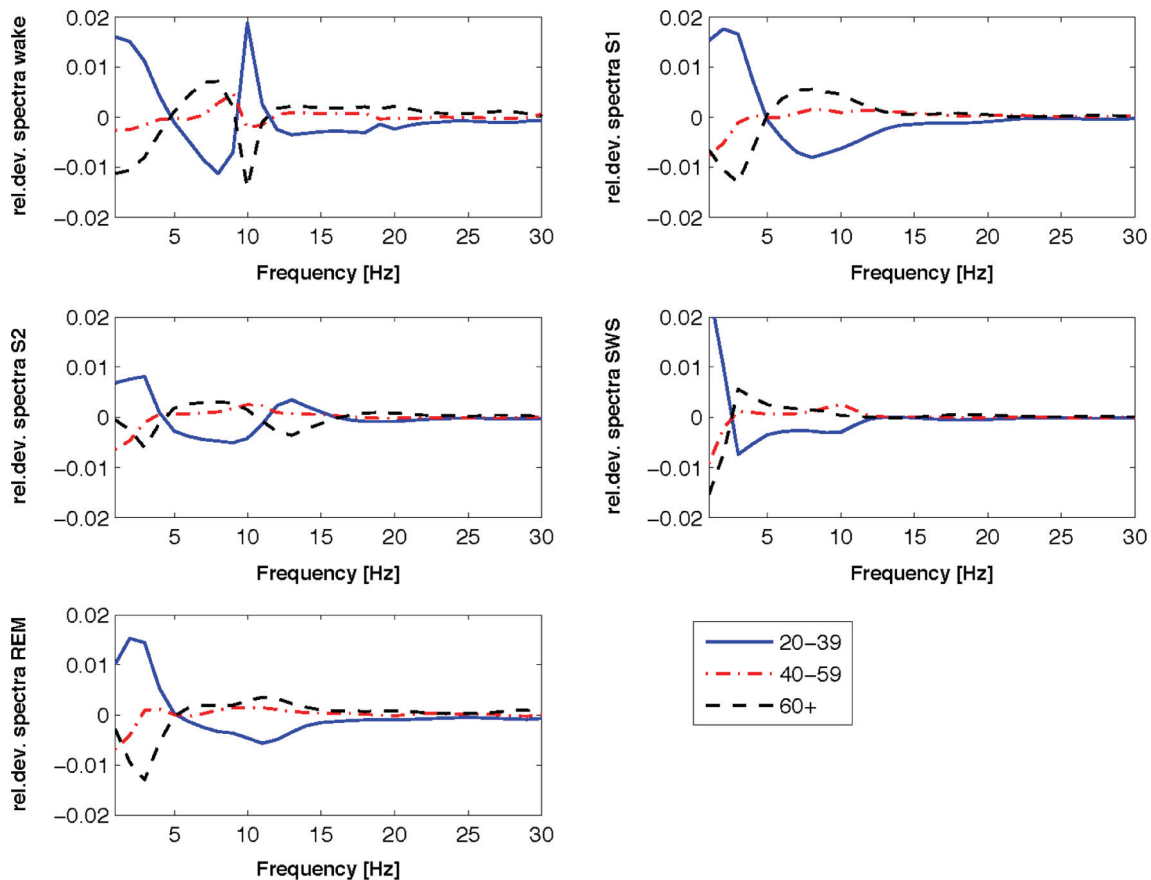 rel.dev. spectra wake
0.02
0.01
0
−0.01
−0.02
5 10 15 20 25 30
Frequency [Hz]
rel.dev. spectra S1
0.02
0.01
0
−0.01
−0.02
5 10 15 20 25 30
Frequency [Hz]
rel.dev. spectra S2
0.02
0.01
0
−0.01
−0.02
5 10 15 20 25 30
Frequency [Hz]
rel.dev. spectra SWS
0.02
0.01
0
−0.01
−0.02
5 10 15 20 25 30
Frequency [Hz]
rel.dev. spectra REM
0.02
0.01
0
−0.01
−0.02
5 10 15 20 25 30
Frequency [Hz]
20−39
40−59
60+